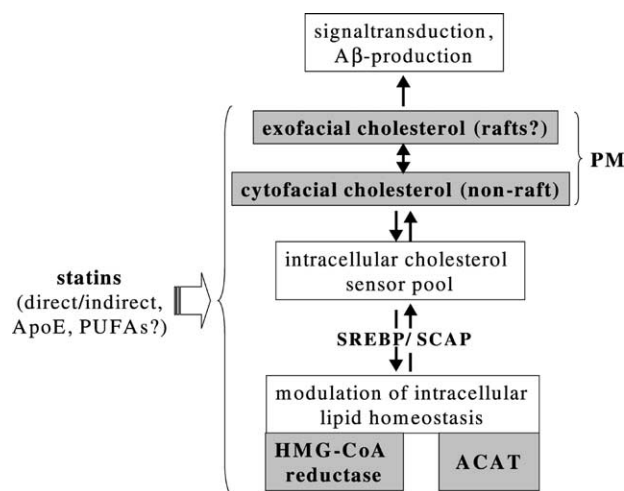 signaltransduction,
Aβ-production
exofacial cholesterol (rafts?)
PM
cytofacial cholesterol (non-raft)
intracellular cholesterol
sensor pool
statins
(direct/indirect,
ApoE, PUFAs?)
SREBP/ SCAP
modulation of intracellular
lipid homeostasis
HMG-CoA
reductase
ACAT